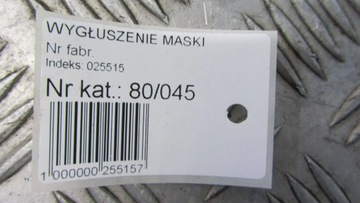 WYGŁUSZENIE MASKI
Nr fabr.
Indeks: 025515
Nr kat.: 80/045
1 000000 255157